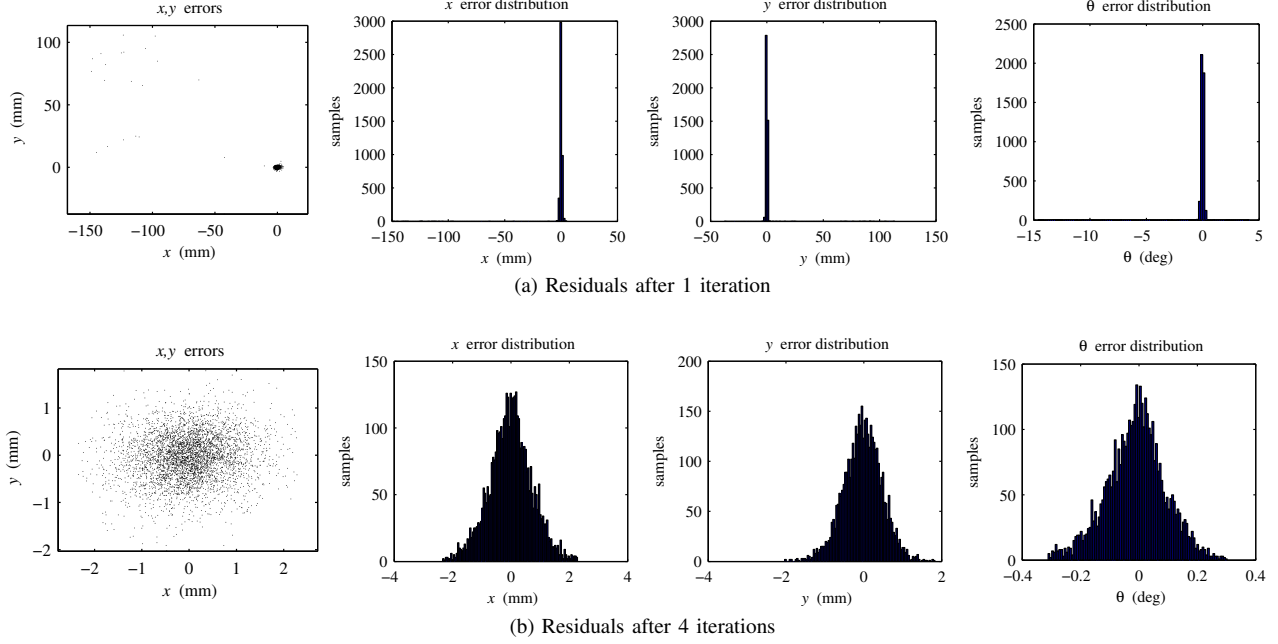 x,y errors
100
50
0
y (mm)
−150 −100 −50 0
x (mm)
x error distribution
3000
2500
2000
1500
1000
500
0
samples
−150 −100 −50 0 50
x (mm)
y error distribution
3000
2500
2000
1500
1000
500
0
samples
−50 0 50 100 150
y (mm)
θ error distribution
2500
2000
1500
1000
500
0
samples
−15 −10 −5 0 5
θ (deg)
(a) Residuals after 1 iteration
x,y errors
1
0
−1
−2
y (mm)
−2 −1 0 1 2
x (mm)
x error distribution
150
100
50
0
samples
−4 −2 0 2 4
x (mm)
y error distribution
200
150
100
50
0
samples
−4 −2 0 2
y (mm)
θ error distribution
150
100
50
0
samples
−0.4 −0.2 0 0.2 0.4
θ (deg)
(b) Residuals after 4 iterations